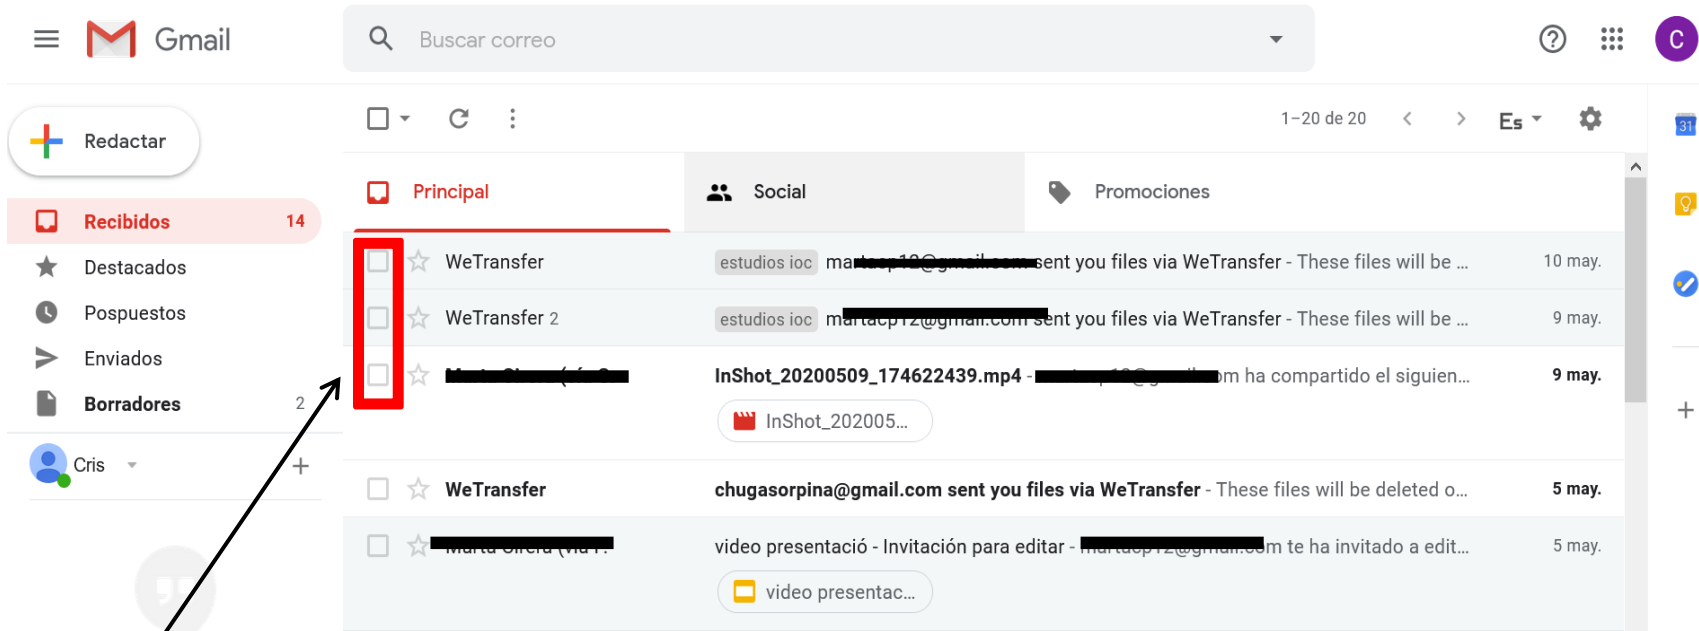 Gmail
Buscar correo
C
Redactar
1–20 de 20
Es
31
Principal
Social
Promociones
Recibidos 14
Destacados
Pospuestos
Enviados
Borradores 2
Cris
WeTransfer estudios ioc sent you files via WeTransfer - These files will be ... 10 may.
WeTransfer 2 estudios ioc sent you files via WeTransfer - These files will be ... 9 may.
InShot_20200509_174622439.mp4 - ha compartido el siguien... 9 may.
InShot_202005...
WeTransfer chugasorpina@gmail.com sent you files via WeTransfer - These files will be deleted o... 5 may.
video presentació - Invitación para editar - te ha invitado a edit... 5 may.
video presentac...